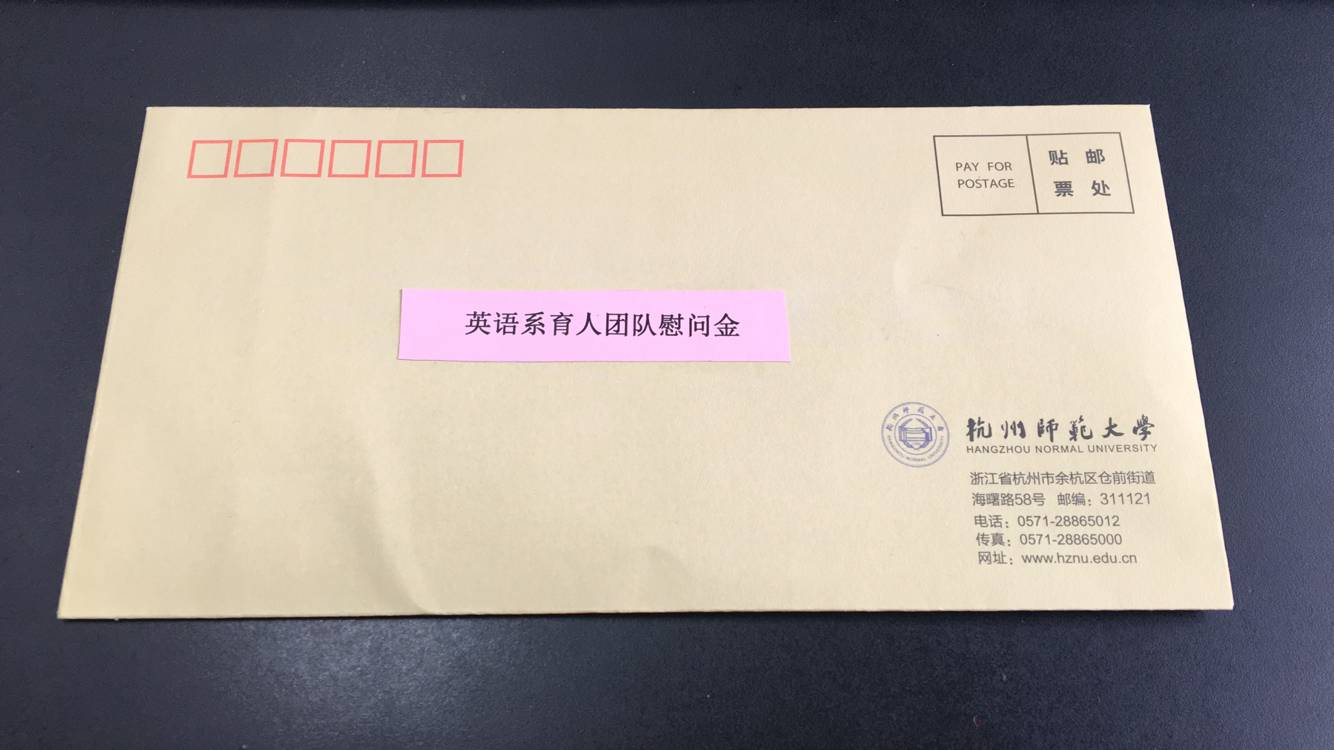 PAY FOR
POSTAGE
贴 邮
票 处
英语系育人团队慰问金
杭州師範大學
HANGZHOU NORMAL UNIVERSITY
浙江省杭州市余杭区仓前街道
海曙路58号 邮编：311121
电话：0571-28865012
传真：0571-28865000
网址：www.hznu.edu.cn